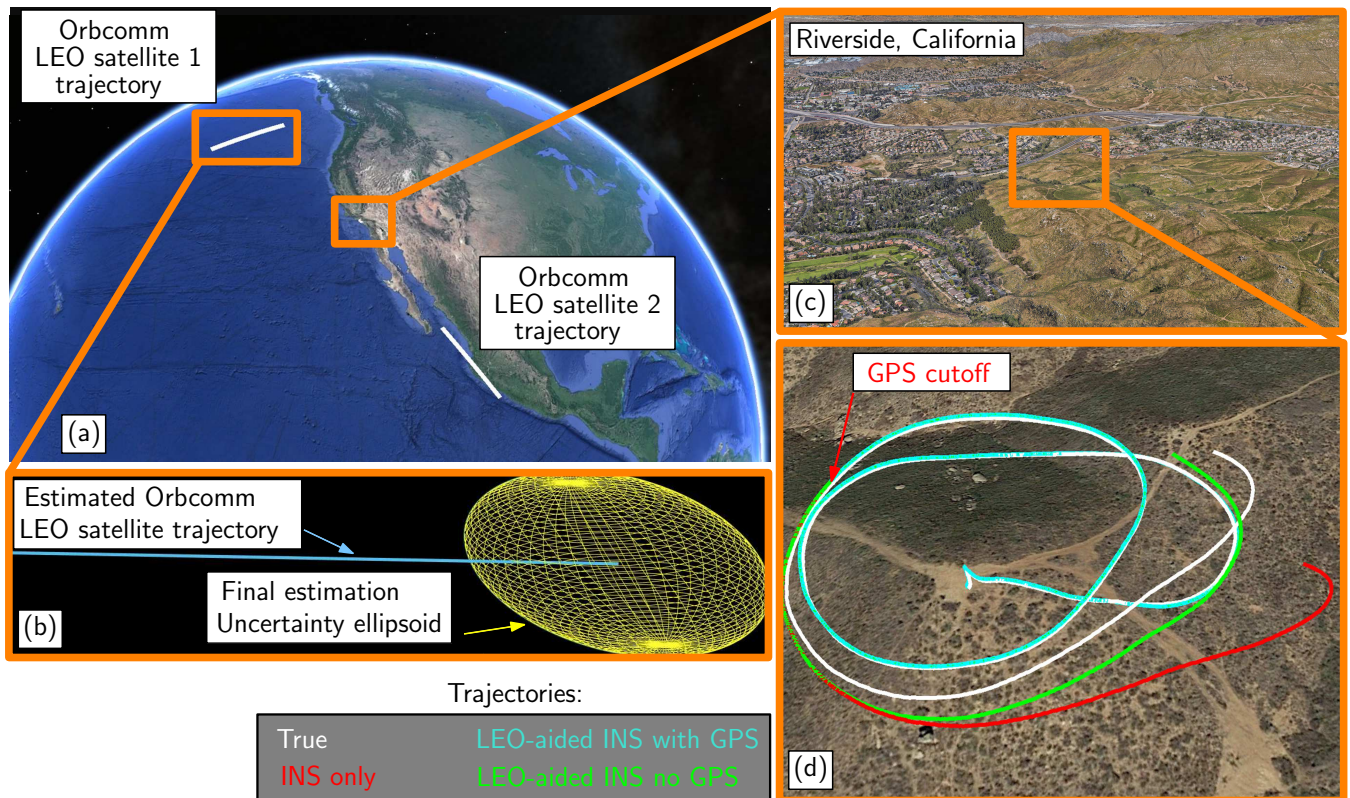 Orbcomm
LEO satellite 1
trajectory
Orbcomm
LEO satellite 2
trajectory
(a)
Riverside, California
(c)
Estimated Orbcomm
LEO satellite trajectory
Final estimation
Uncertainty ellipsoid
(b)
GPS cutoff
(d)
Trajectories:
True
LEO-aided INS with GPS
INS only
LEO-aided INS no GPS